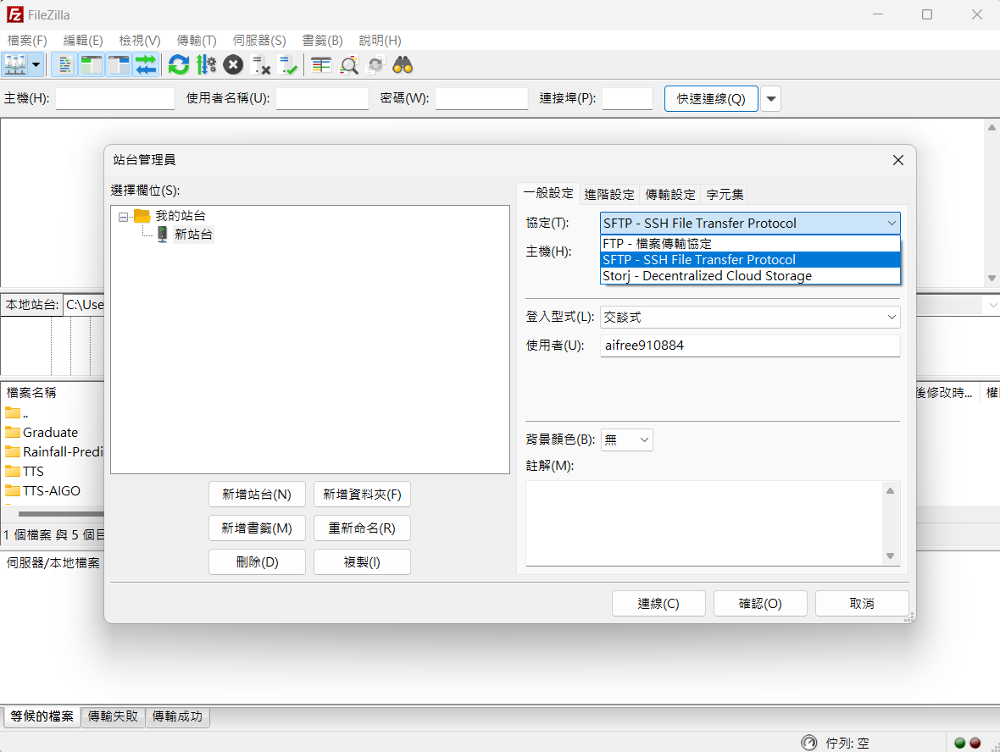 FileZilla
檔案(F) 編輯(E) 檢視(V) 傳輸(T) 伺服器(S) 書籤(B) 說明(H)
主機(H): 使用者名稱(U): 密碼(W): 連接埠(P): 快速連線(Q)
站台管理員
選擇欄位(S):
我的站台
新站台
新增站台(N) 新增資料夾(F)
新增書籤(M) 重新命名(R)
刪除(D) 複製(I)
一般設定 進階設定 傳輸設定 字元集
協定(T): SFTP - SSH File Transfer Protocol
FTP - 檔案傳輸協定
主機(H):
SFTP - SSH File Transfer Protocol
Storj - Decentralized Cloud Storage
登入型式(L): 交談式
使用者(U): aifree910884
背景顏色(B): 無
註解(M):
連線(C) 確認(O) 取消
本地站台: C:\Use
檔案名稱
..
Graduate
Rainfall-Predi
TTS
TTS-AIGO
1 個檔案 與 5 個目
後修改時... 權
伺服器/本地檔案
等候的檔案 傳輸失敗 傳輸成功
佇列: 空